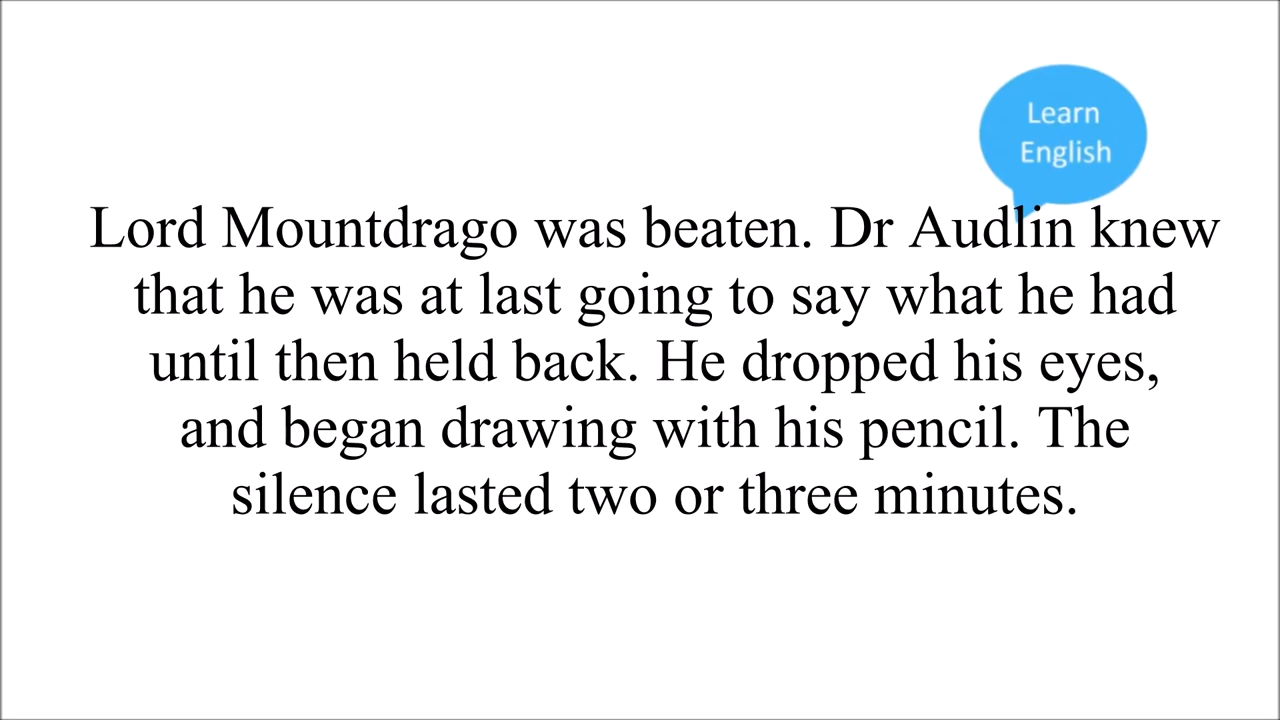 Learn
English
Lord Mountdrago was beaten. Dr Audlin knew
that he was at last going to say what he had
until then held back. He dropped his eyes,
and began drawing with his pencil. The
silence lasted two or three minutes.